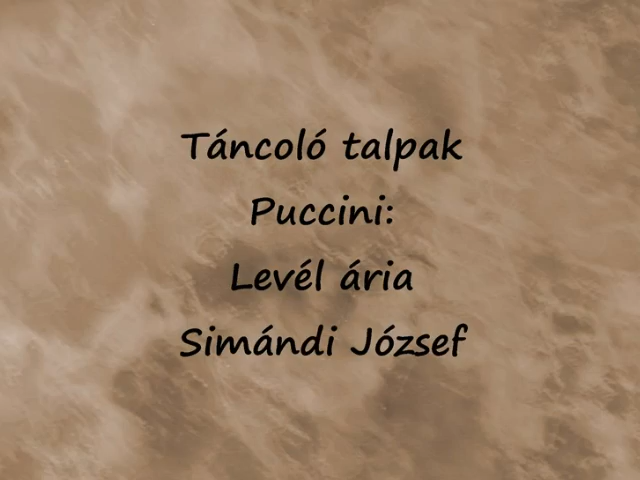 Táncoló talpak
Puccini:
Levél ária
Simándi József